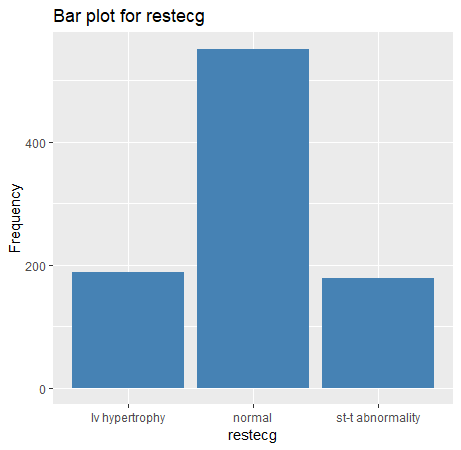 Bar plot for restecg
Frequency
400
200
0
lv hypertrophy normal st-t abnormality
restecg